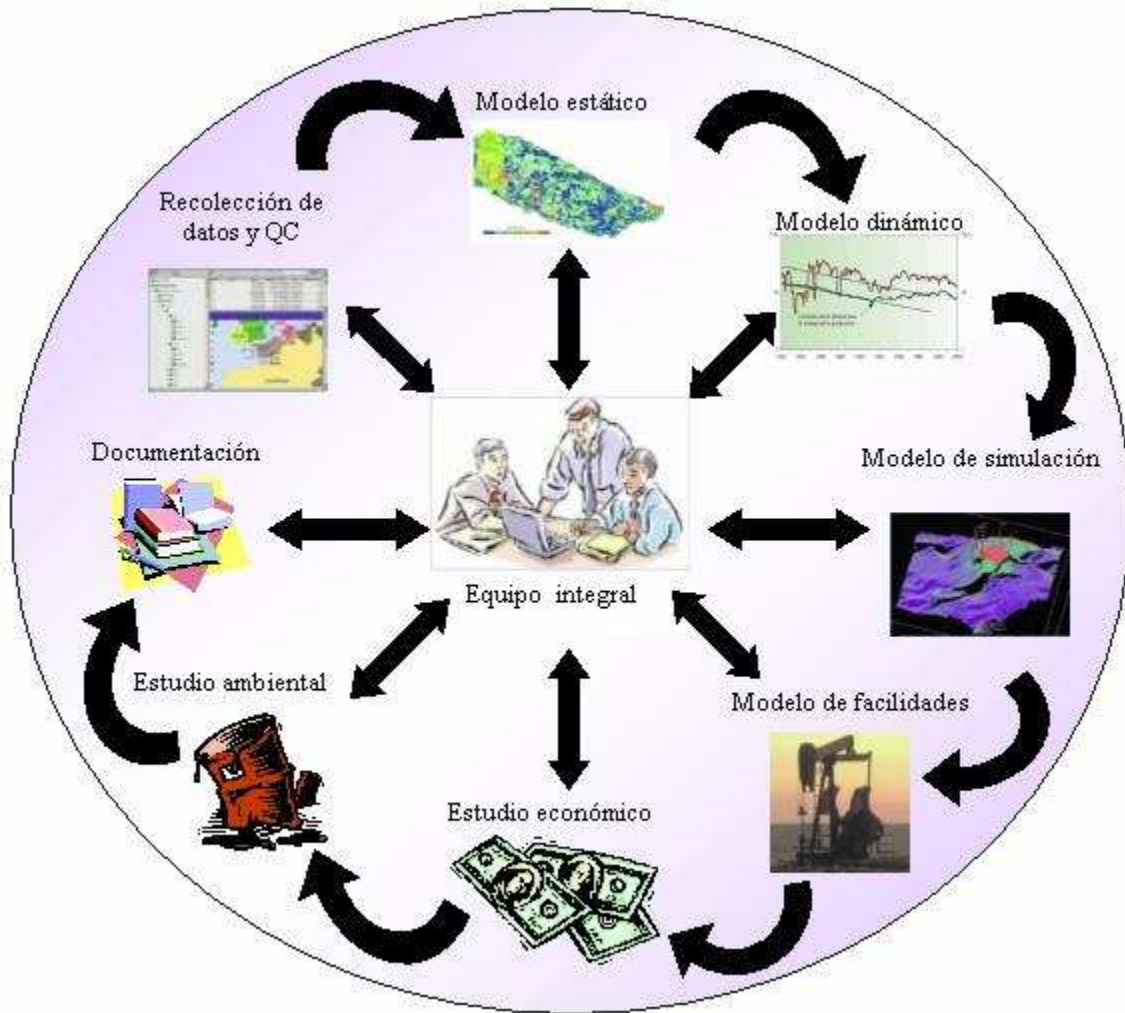 Modelo estático
Recolección de
datos y QC
Modelo dinámico
Documentación
Modelo de simulación
Equipo integral
Estudio ambiental
Modelo de facilidades
Estudio económico